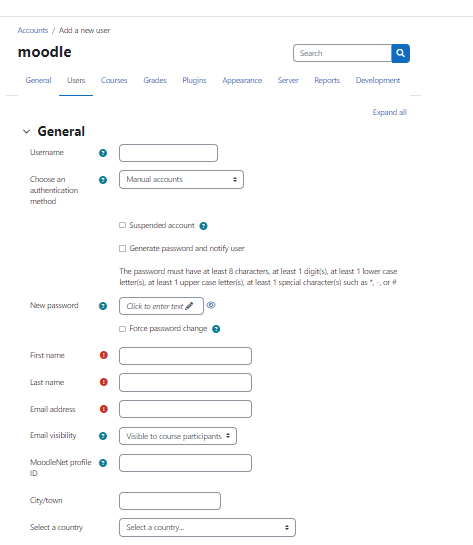 Accounts / Add a new user
moodle
Search
General Users Courses Grades Plugins Appearance Server Reports Development
Expand all
General
Username
Choose an
authentication
method
Manual accounts
Suspended account
Generate password and notify user
The password must have at least 8 characters, at least 1 digit(s), at least 1 lower case
letter(s), at least 1 upper case letter(s), at least 1 special character(s) such as *, -, or #
New password
Click to enter text
Force password change
First name
Last name
Email address
Email visibility
Visible to course participants
MoodleNet profile
ID
City/town
Select a country
Select a country...